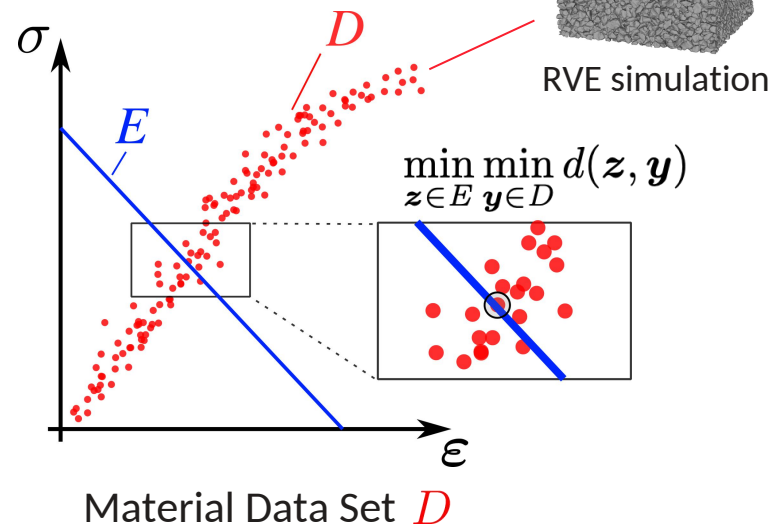 σ
D
RVE simulation
E
min min d(z, y)
z∈E y∈D
ε
Material Data Set D